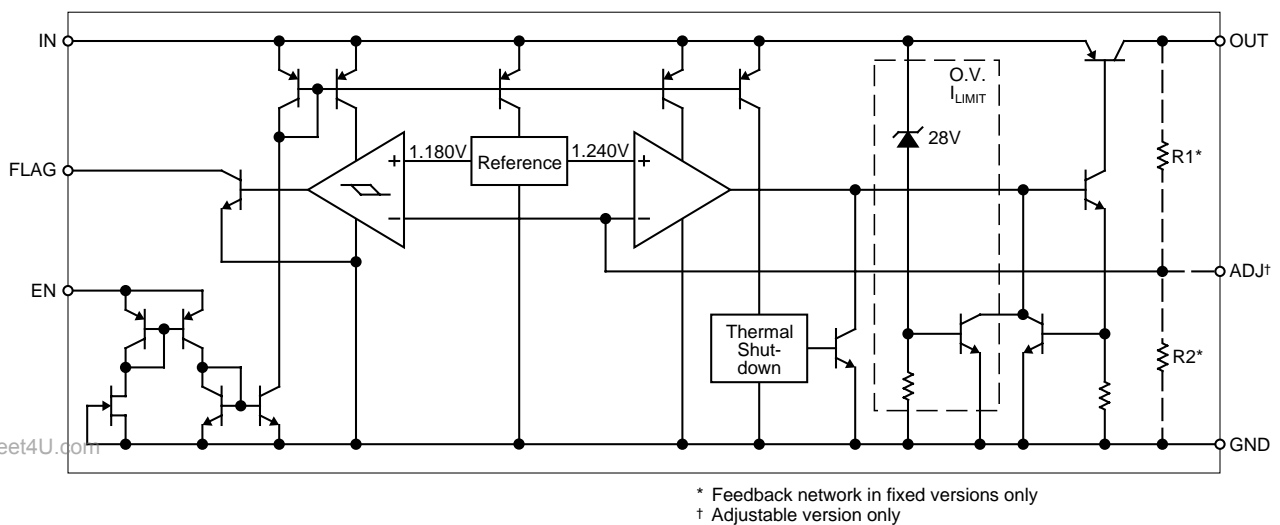 IN
OUT
O.V.
I_LIMIT
28V
R1*
FLAG
+
1.180V
Reference
1.240V
+
−
−
ADJ†
EN
Thermal
Shut-
down
R2*
eet4U.com
GND
* Feedback network in fixed versions only
† Adjustable version only